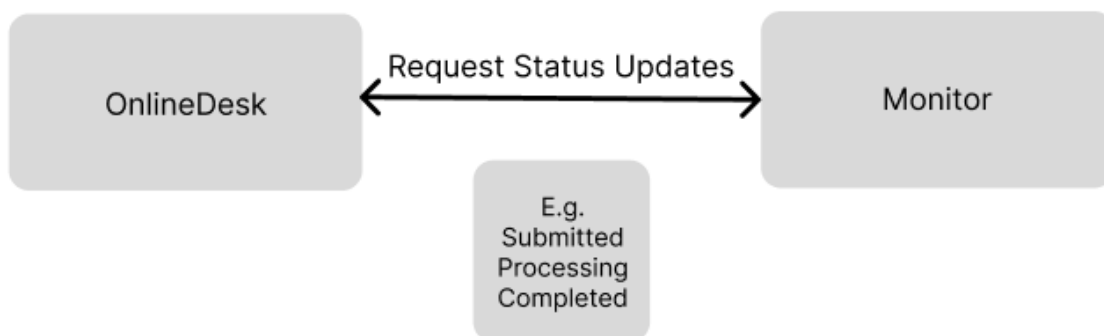 OnlineDesk
Request Status Updates
Monitor
E.g.
Submitted
Processing
Completed